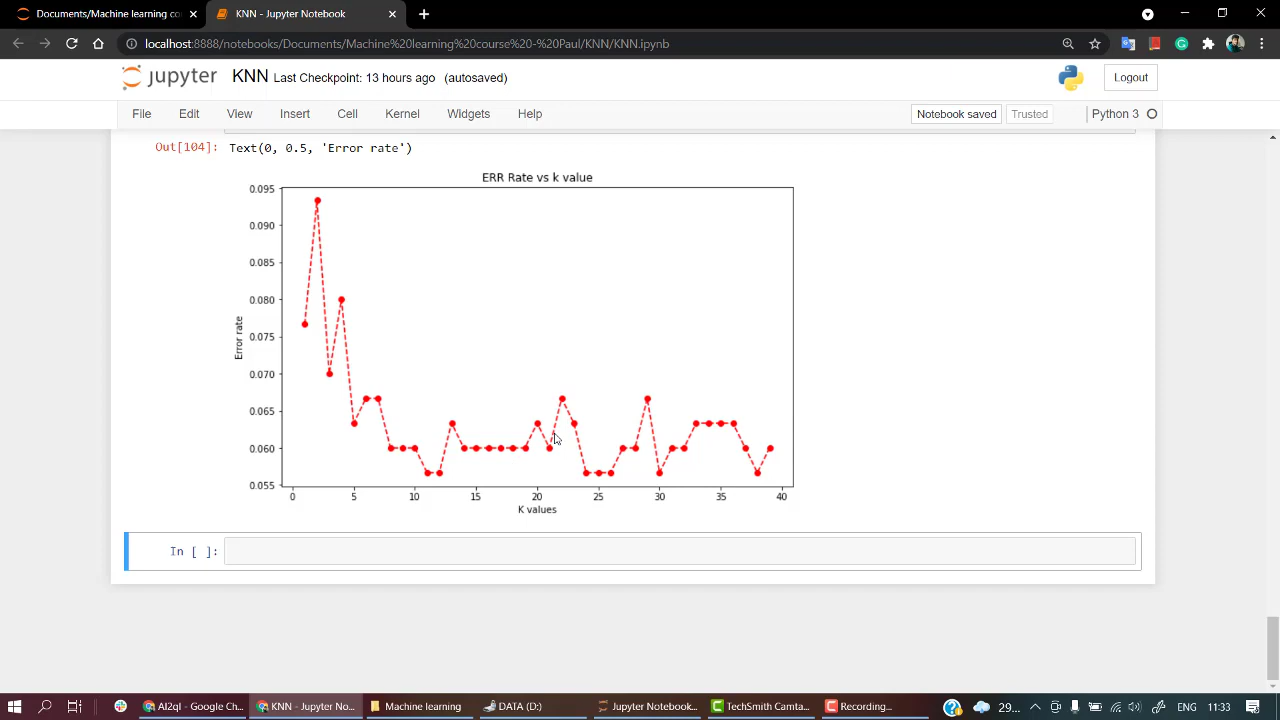 Documents/Machine learning co
KNN - Jupyter Notebook
localhost:8888/notebooks/Documents/Machine%20learning%20course%20-%20Paul/KNN/KNN.ipynb
jupyter KNN Last Checkpoint: 13 hours ago (autosaved)
Logout
File Edit View Insert Cell Kernel Widgets Help
Notebook saved Trusted Python 3
Out[104]: Text(0, 0.5, 'Error rate')
ERR Rate vs k value
0.095
0.090
0.085
0.080
0.075
0.070
0.065
0.060
0.055
Error rate
0 5 10 15 20 25 30 35 40
K values
In [ ]:
AI2ql - Google Ch...
KNN - Jupyter No...
Machine learning
DATA (D:)
Jupyter Notebook...
TechSmith Camta...
Recording...
29...
11:33